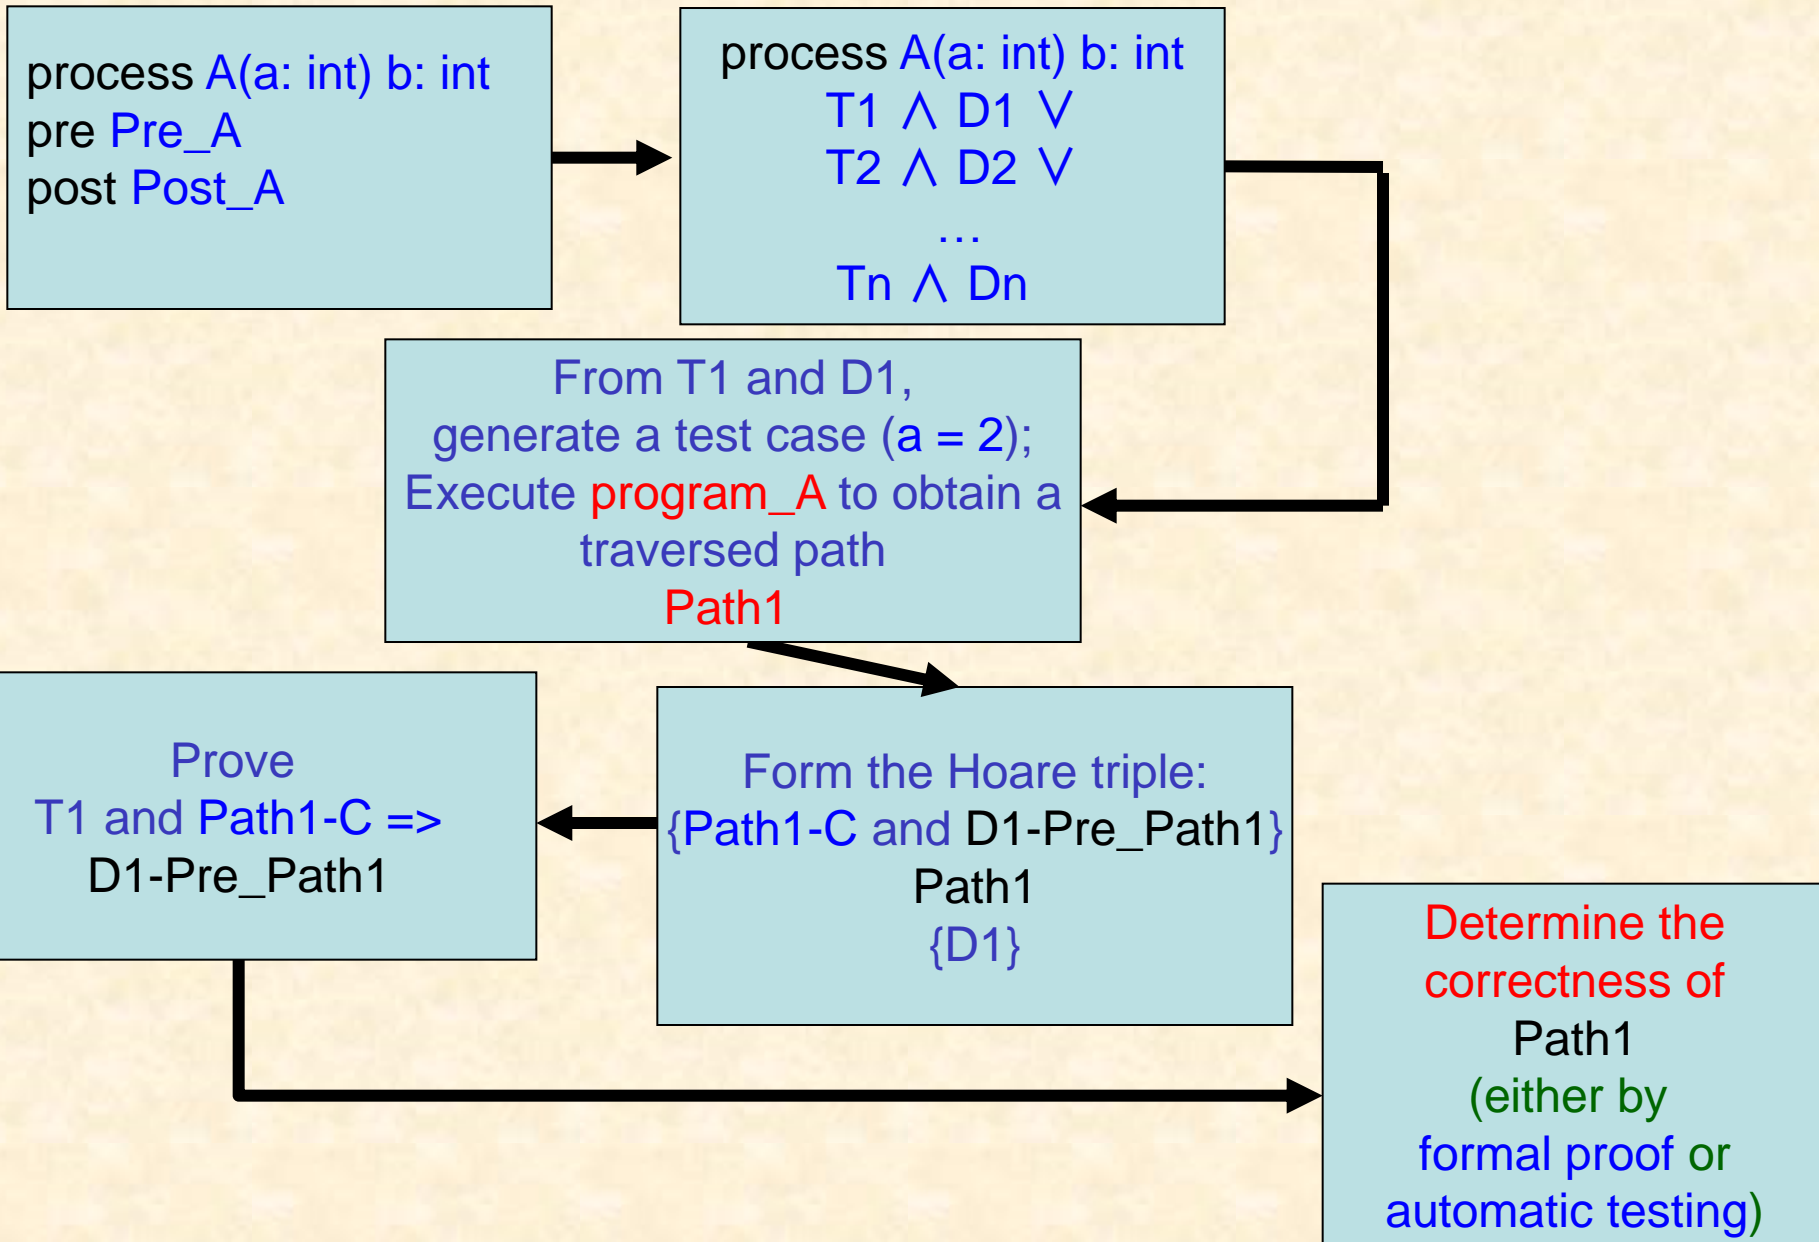 process A(a: int) b: int
pre Pre_A
post Post_A
process A(a: int) b: int
T1 ∧ D1 ∨
T2 ∧ D2 ∨
…
Tn ∧ Dn
From T1 and D1,
generate a test case (a = 2);
Execute program_A to obtain a
traversed path
Path1
Form the Hoare triple:
{Path1-C and D1-Pre_Path1}
Path1
{D1}
Prove
T1 and Path1-C =>
D1-Pre_Path1
Determine the
correctness of
Path1
(either by
formal proof or
automatic testing)